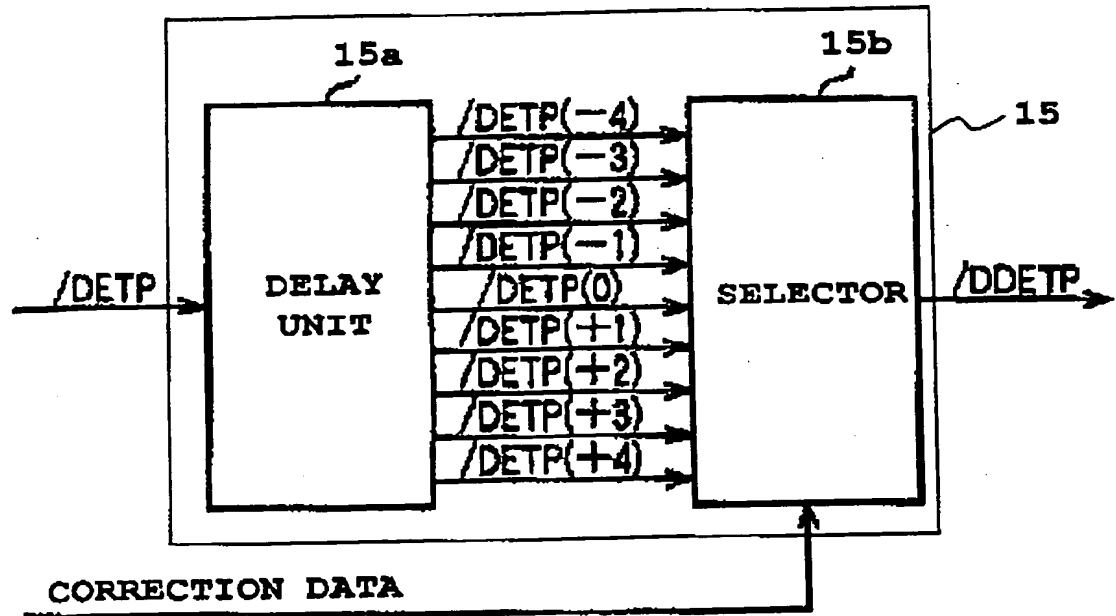 15a
15b
15
/DETP(−4)
/DETP(−3)
/DETP(−2)
/DETP(−1)
/DETP(0)
/DETP(+1)
/DETP(+2)
/DETP(+3)
/DETP(+4)
/DETP
DELAY
UNIT
SELECTOR
/DDETP
CORRECTION DATA